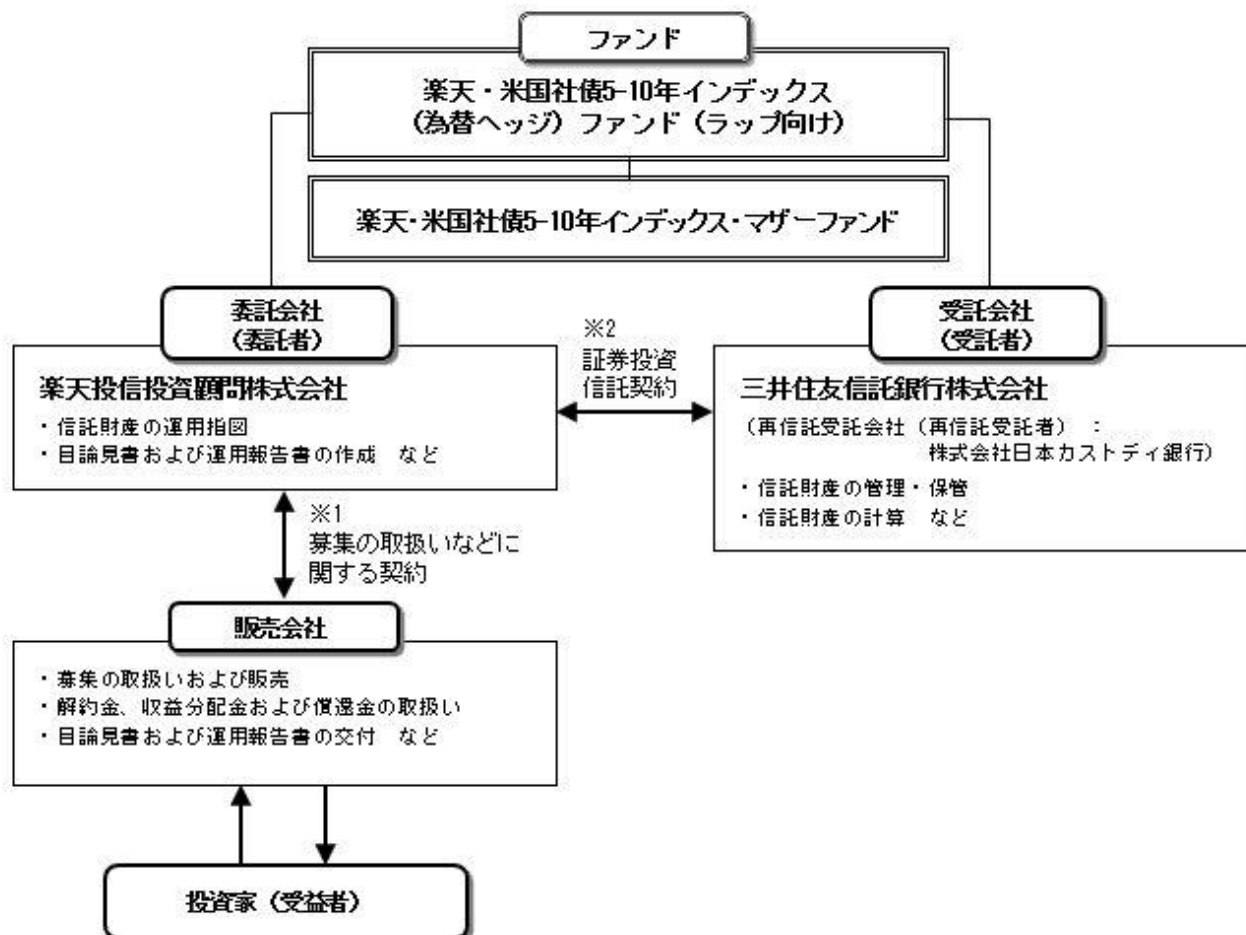 ファンド
楽天・米国社債5-10年インデックス
(為替ヘッジ)ファンド(ラップ向け)
楽天・米国社債5-10年インデックス・マザーファンド
委託会社
(委託者)
楽天投信投資顧問株式会社
・信託財産の運用指図
・目論見書および運用報告書の作成 など
※2
証券投資
信託契約
受託会社
(受託者)
三井住友信託銀行株式会社
(再信託受託会社(再信託受託者) :
株式会社日本カストディ銀行)
・信託財産の管理・保管
・信託財産の計算 など
※1
募集の取扱いなどに
関する契約
販売会社
・募集の取扱いおよび販売
・解約金、収益分配金および償還金の取扱い
・目論見書および運用報告書の交付 など
投資家(受益者)